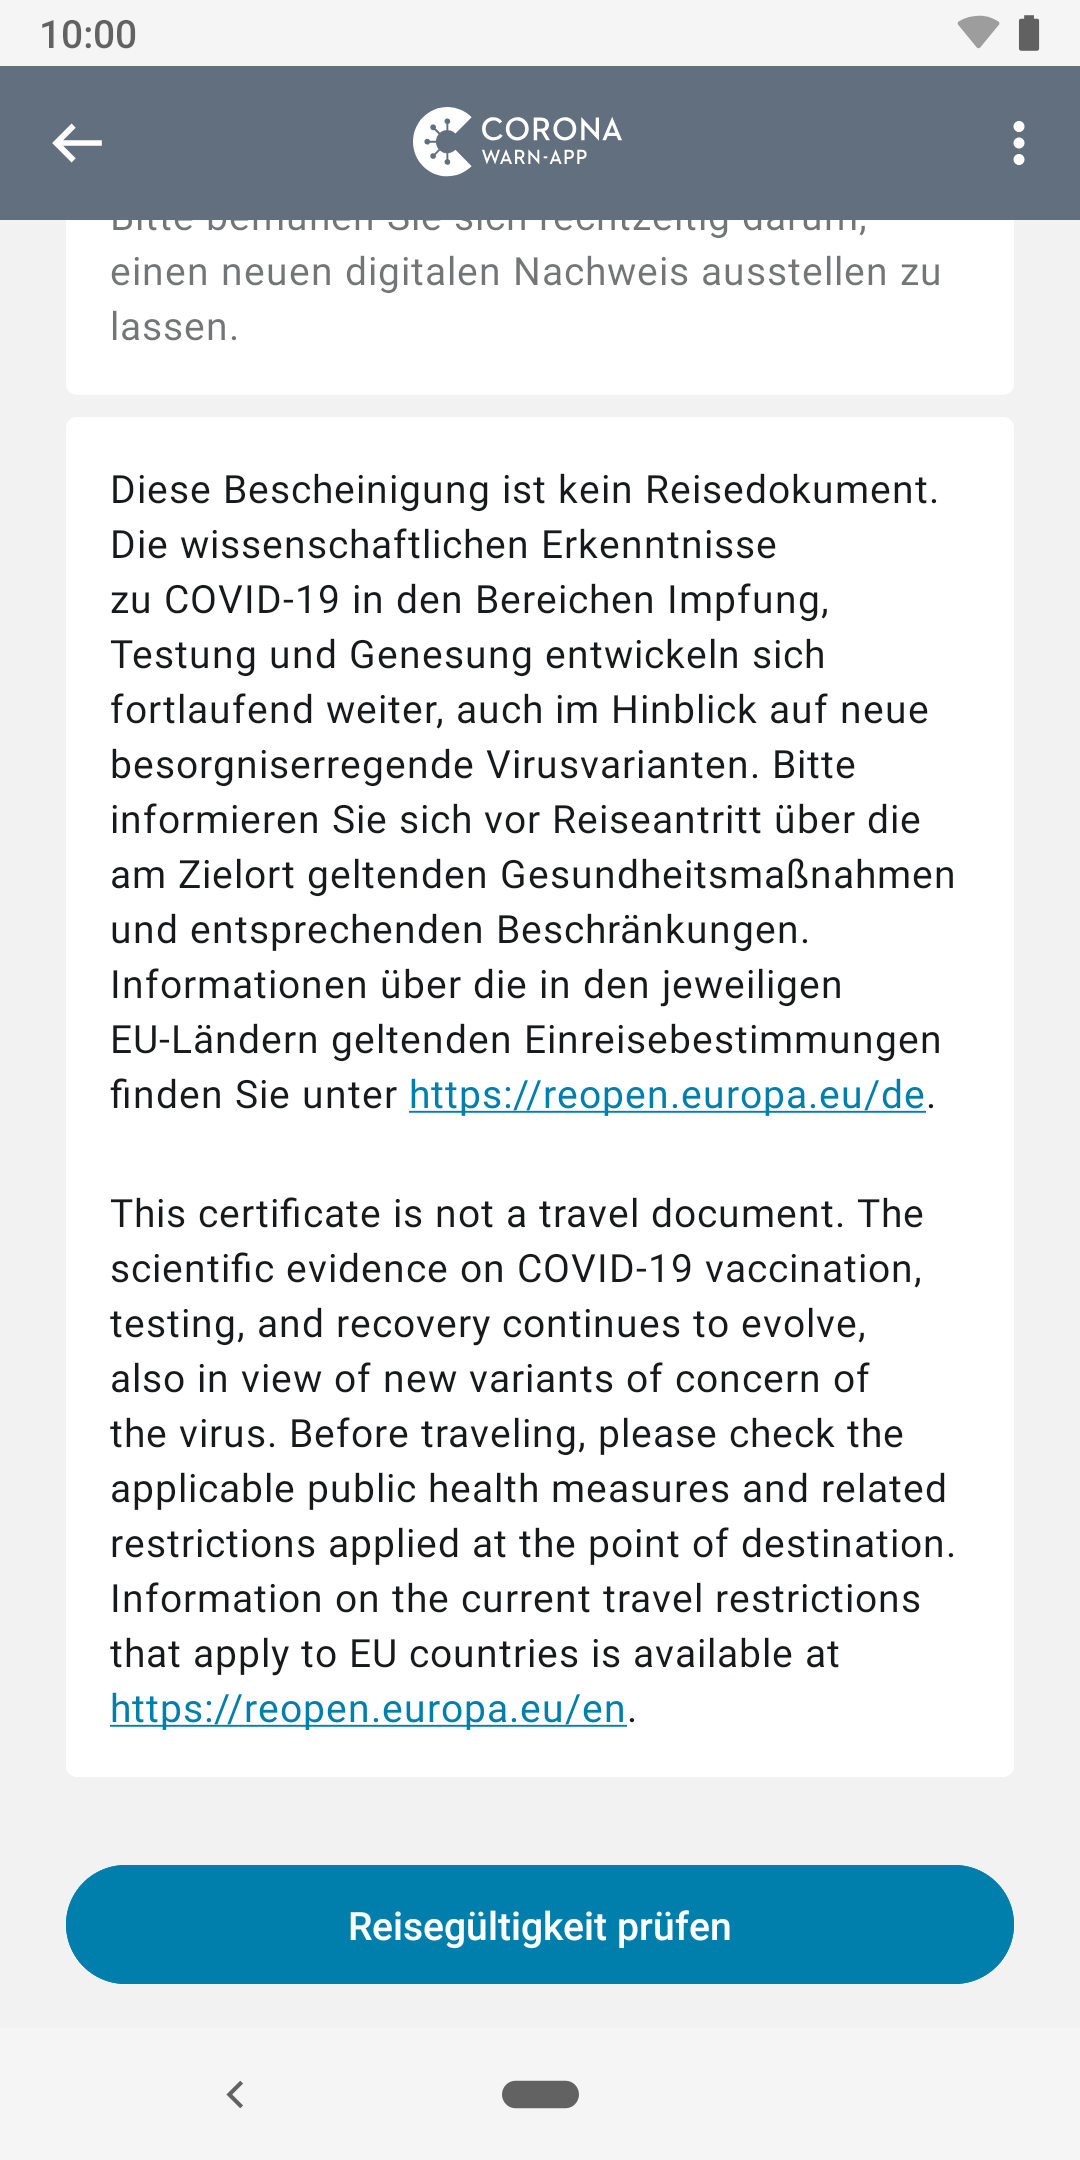 10:00
CORONA
WARN-APP
Bitte bemühen Sie sich rechtzeitig darum,
einen neuen digitalen Nachweis ausstellen zu
lassen.
Diese Bescheinigung ist kein Reisedokument.
Die wissenschaftlichen Erkenntnisse
zu COVID-19 in den Bereichen Impfung,
Testung und Genesung entwickeln sich
fortlaufend weiter, auch im Hinblick auf neue
besorgniserregende Virusvarianten. Bitte
informieren Sie sich vor Reiseantritt über die
am Zielort geltenden Gesundheitsmaßnahmen
und entsprechenden Beschränkungen.
Informationen über die in den jeweiligen
EU-Ländern geltenden Einreisebestimmungen
finden Sie unter https://reopen.europa.eu/de.
This certificate is not a travel document. The
scientific evidence on COVID-19 vaccination,
testing, and recovery continues to evolve,
also in view of new variants of concern of
the virus. Before traveling, please check the
applicable public health measures and related
restrictions applied at the point of destination.
Information on the current travel restrictions
that apply to EU countries is available at
https://reopen.europa.eu/en.
Reisegültigkeit prüfen